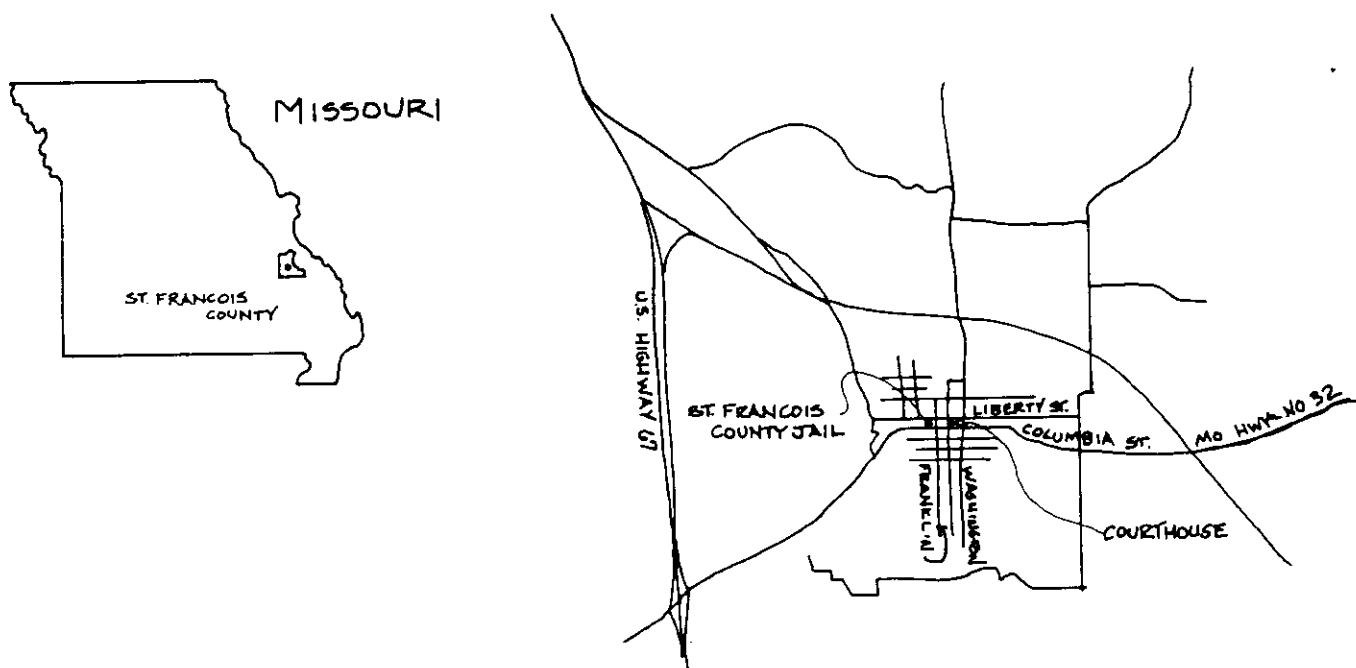 MISSOURI
ST. FRANCOIS
COUNTY
U.S. HIGHWAY 67
ST. FRANCOIS
COUNTY JAIL
LIBERTY ST.
COLUMBIA ST.
MO HWY NO 32
FRANKLIN
WASHINGTON
COURTHOUSE